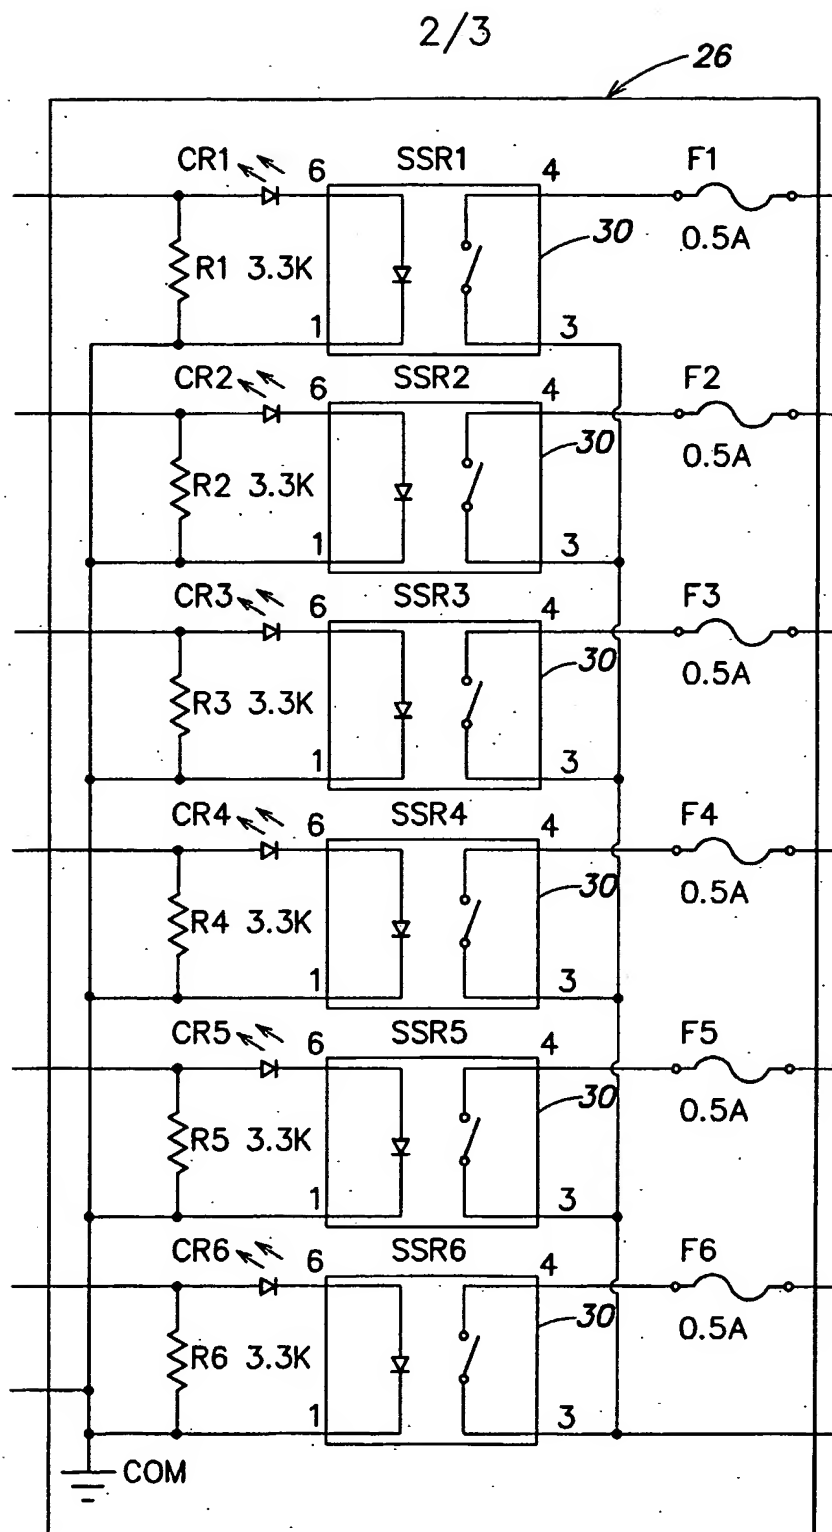 2/3
26
CR1 6 SSR1 4 F1
R1 3.3K 30 0.5A
1 3
CR2 6 SSR2 4 F2
R2 3.3K 30 0.5A
1 3
CR3 6 SSR3 4 F3
R3 3.3K 30 0.5A
1 3
CR4 6 SSR4 4 F4
R4 3.3K 30 0.5A
1 3
CR5 6 SSR5 4 F5
R5 3.3K 30 0.5A
1 3
CR6 6 SSR6 4 F6
R6 3.3K 30 0.5A
1 3
COM